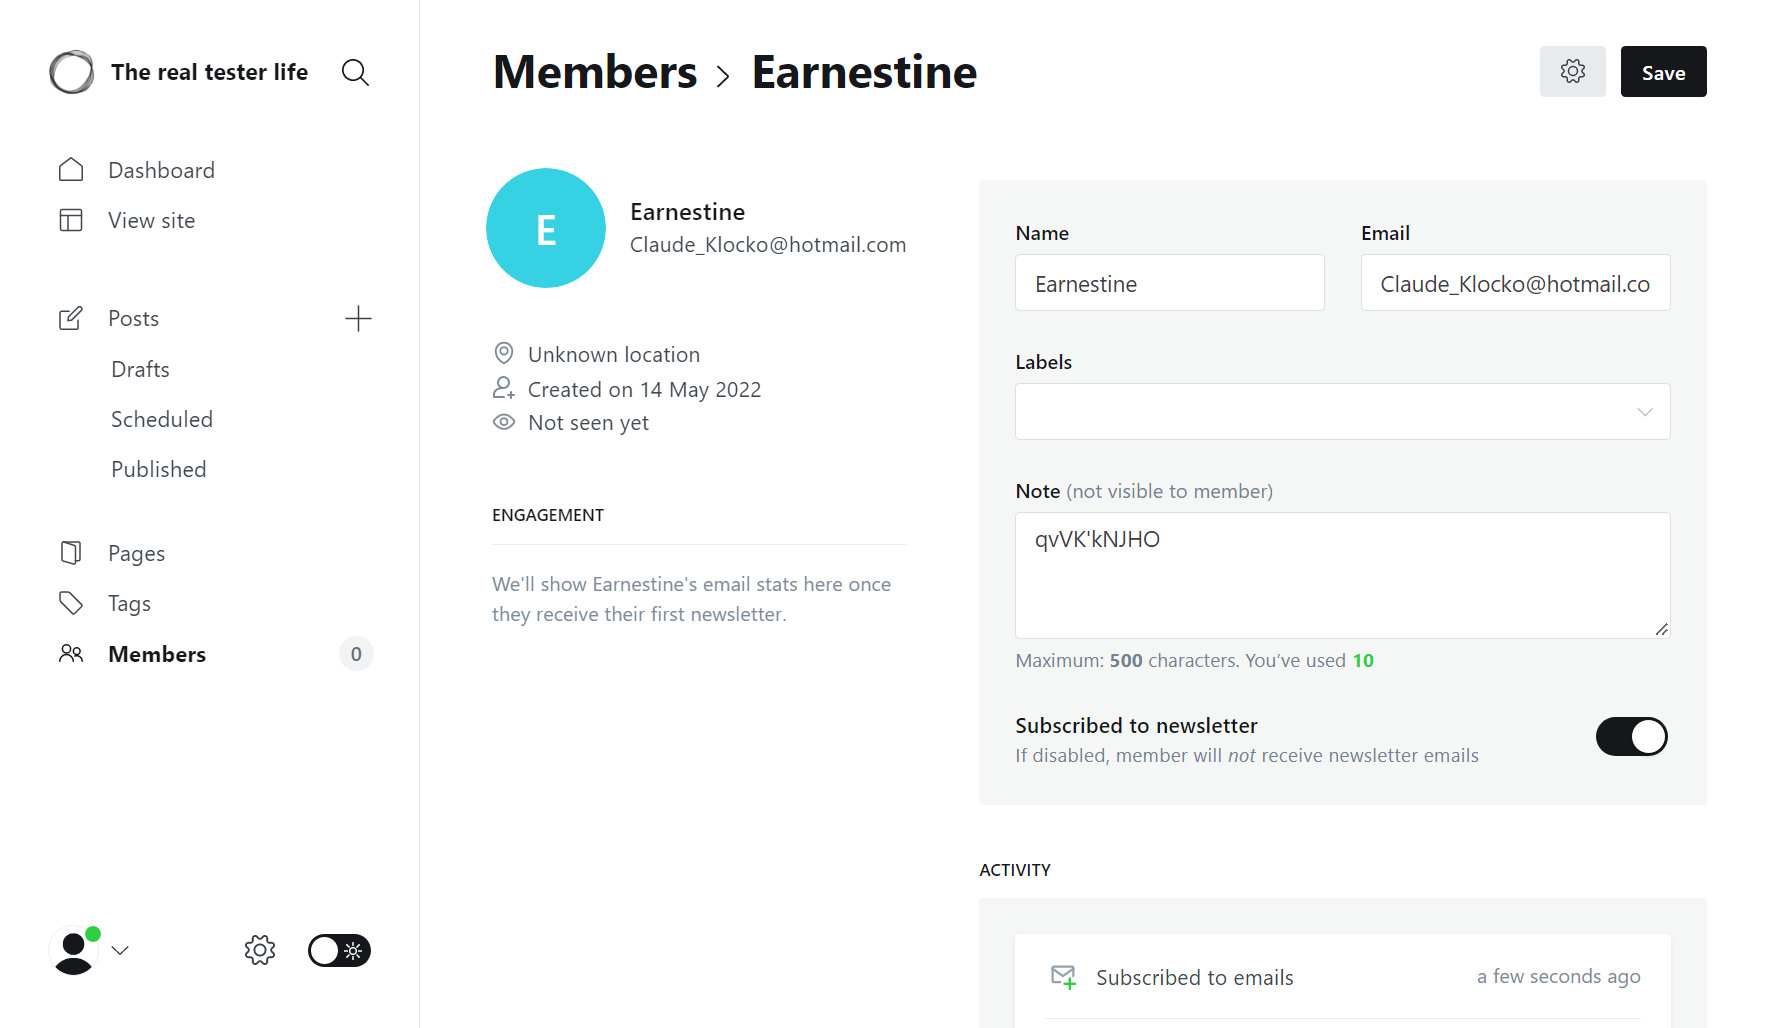 The real tester life
Dashboard
View site
Posts
Drafts
Scheduled
Published
Pages
Tags
Members 0
Members > Earnestine
Save
E
Earnestine
Claude_Klocko@hotmail.com
Unknown location
Created on 14 May 2022
Not seen yet
ENGAGEMENT
We'll show Earnestine's email stats here once
they receive their first newsletter.
Name
Earnestine
Email
Claude_Klocko@hotmail.co
Labels
Note (not visible to member)
qvVK'kNJHO
Maximum: 500 characters. You’ve used 10
Subscribed to newsletter
If disabled, member will not receive newsletter emails
ACTIVITY
Subscribed to emails a few seconds ago